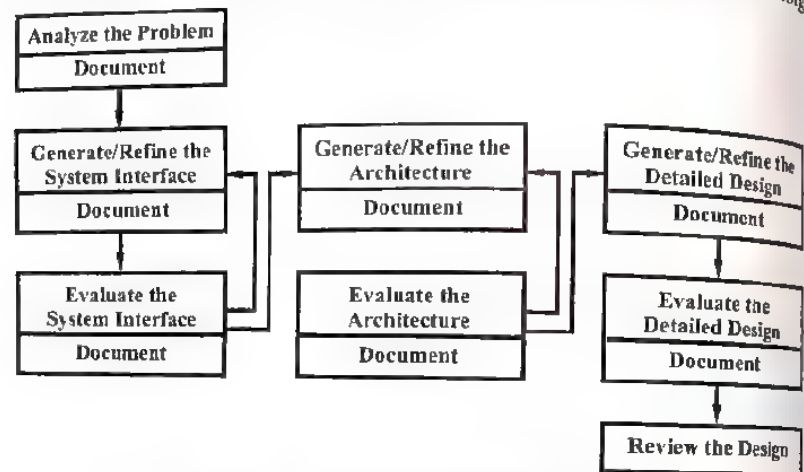 Analyze the Problem
Document
Generate/Refine the
System Interface
Document
Evaluate the
System Interface
Document
Generate/Refine the
Architecture
Document
Evaluate the
Architecture
Document
Generate/Refine the
Detailed Design
Document
Evaluate the
Detailed Design
Document
Review the Design